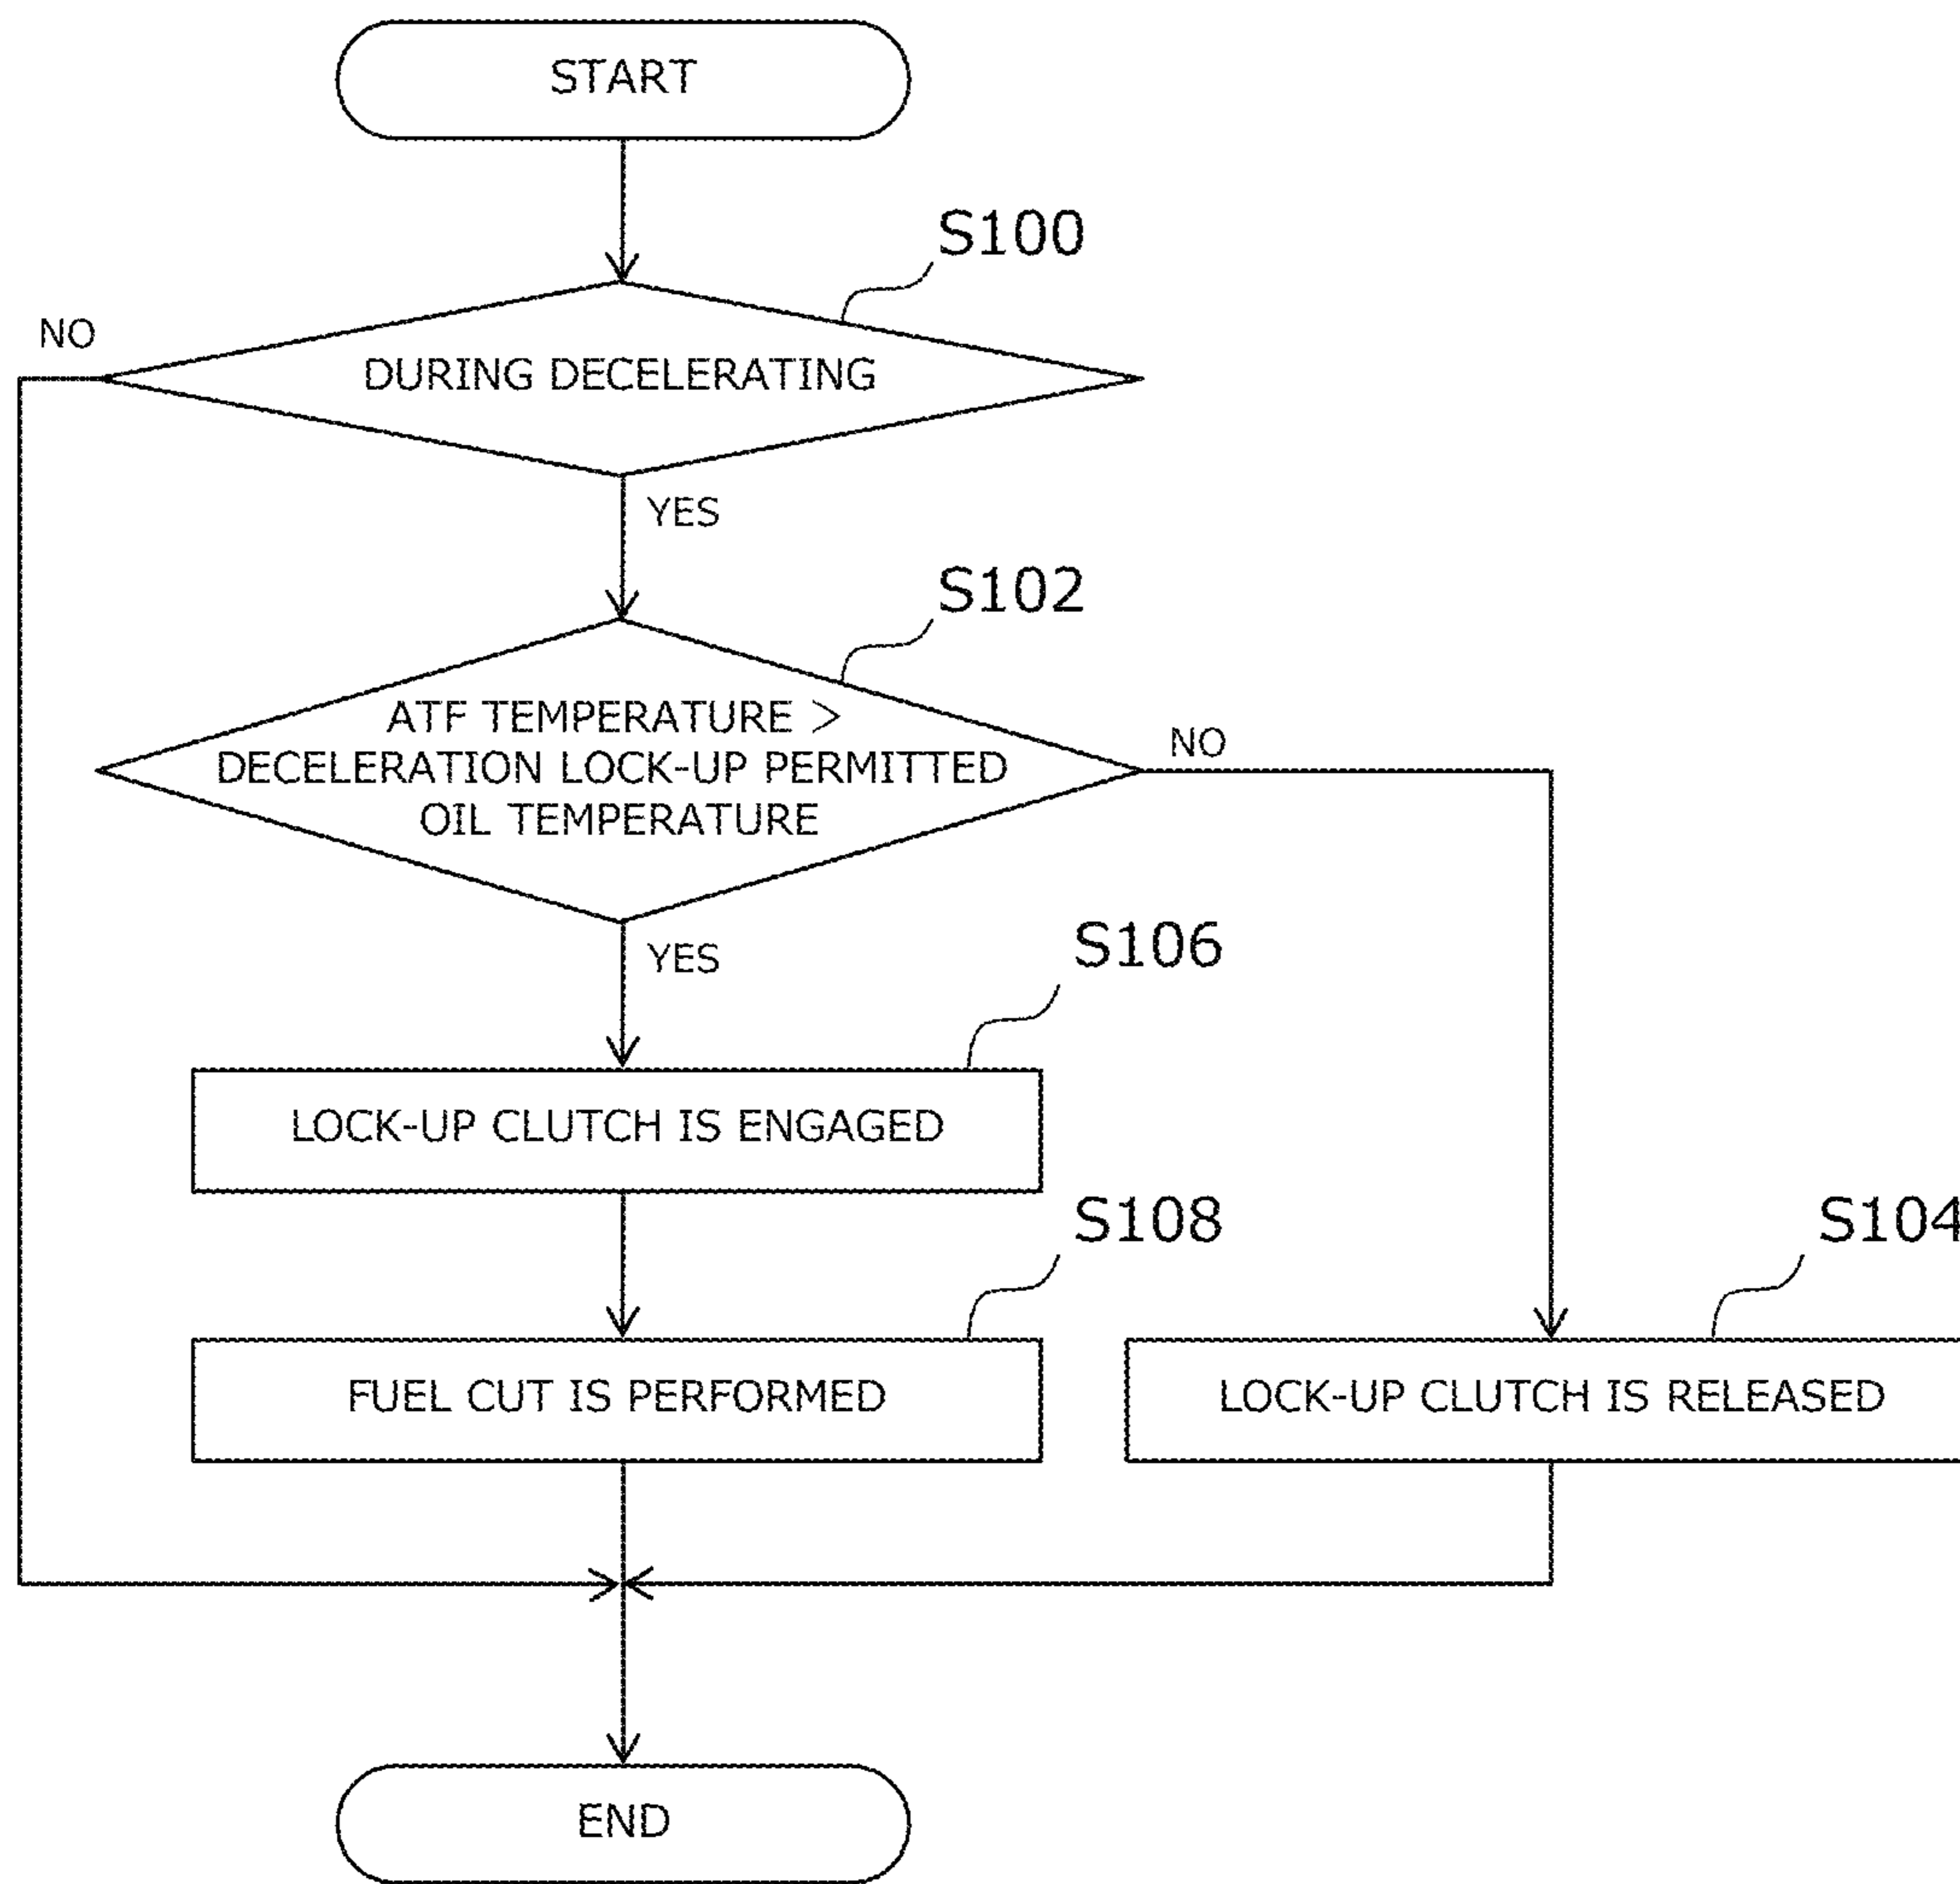 START
S100
NO
DURING DECELERATING
YES
S102
ATF TEMPERATURE >
DECELERATION LOCK-UP PERMITTED
OIL TEMPERATURE
NO
YES
S106
LOCK-UP CLUTCH IS ENGAGED
S108
S104
FUEL CUT IS PERFORMED
LOCK-UP CLUTCH IS RELEASED
END